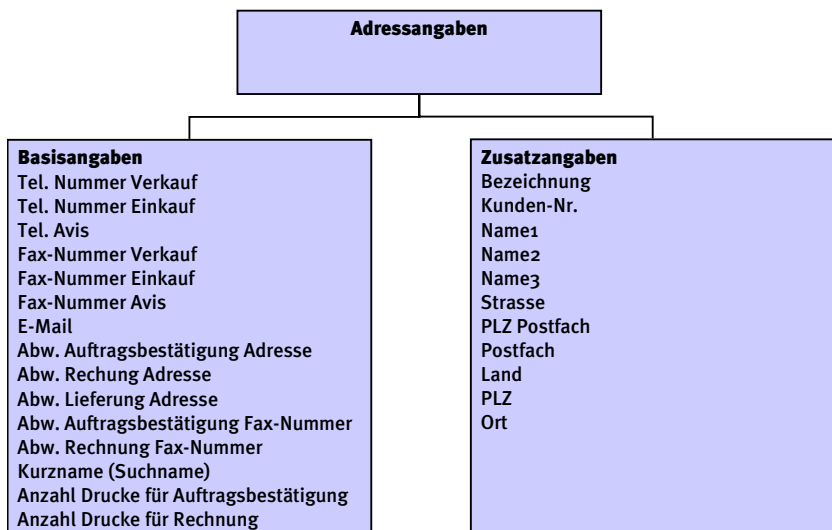 Adressangaben
Basisangaben
Tel. Nummer Verkauf
Tel. Nummer Einkauf
Tel. Avis
Fax-Nummer Verkauf
Fax-Nummer Einkauf
Fax-Nummer Avis
E-Mail
Abw. Auftragsbestätigung Adresse
Abw. Rechung Adresse
Abw. Lieferung Adresse
Abw. Auftragsbestätigung Fax-Nummer
Abw. Rechnung Fax-Nummer
Kurzname (Suchname)
Anzahl Drucke für Auftragsbestätigung
Anzahl Drucke für Rechnung
Zusatzangaben
Bezeichnung
Kunden-Nr.
Name1
Name2
Name3
Strasse
PLZ Postfach
Postfach
Land
PLZ
Ort